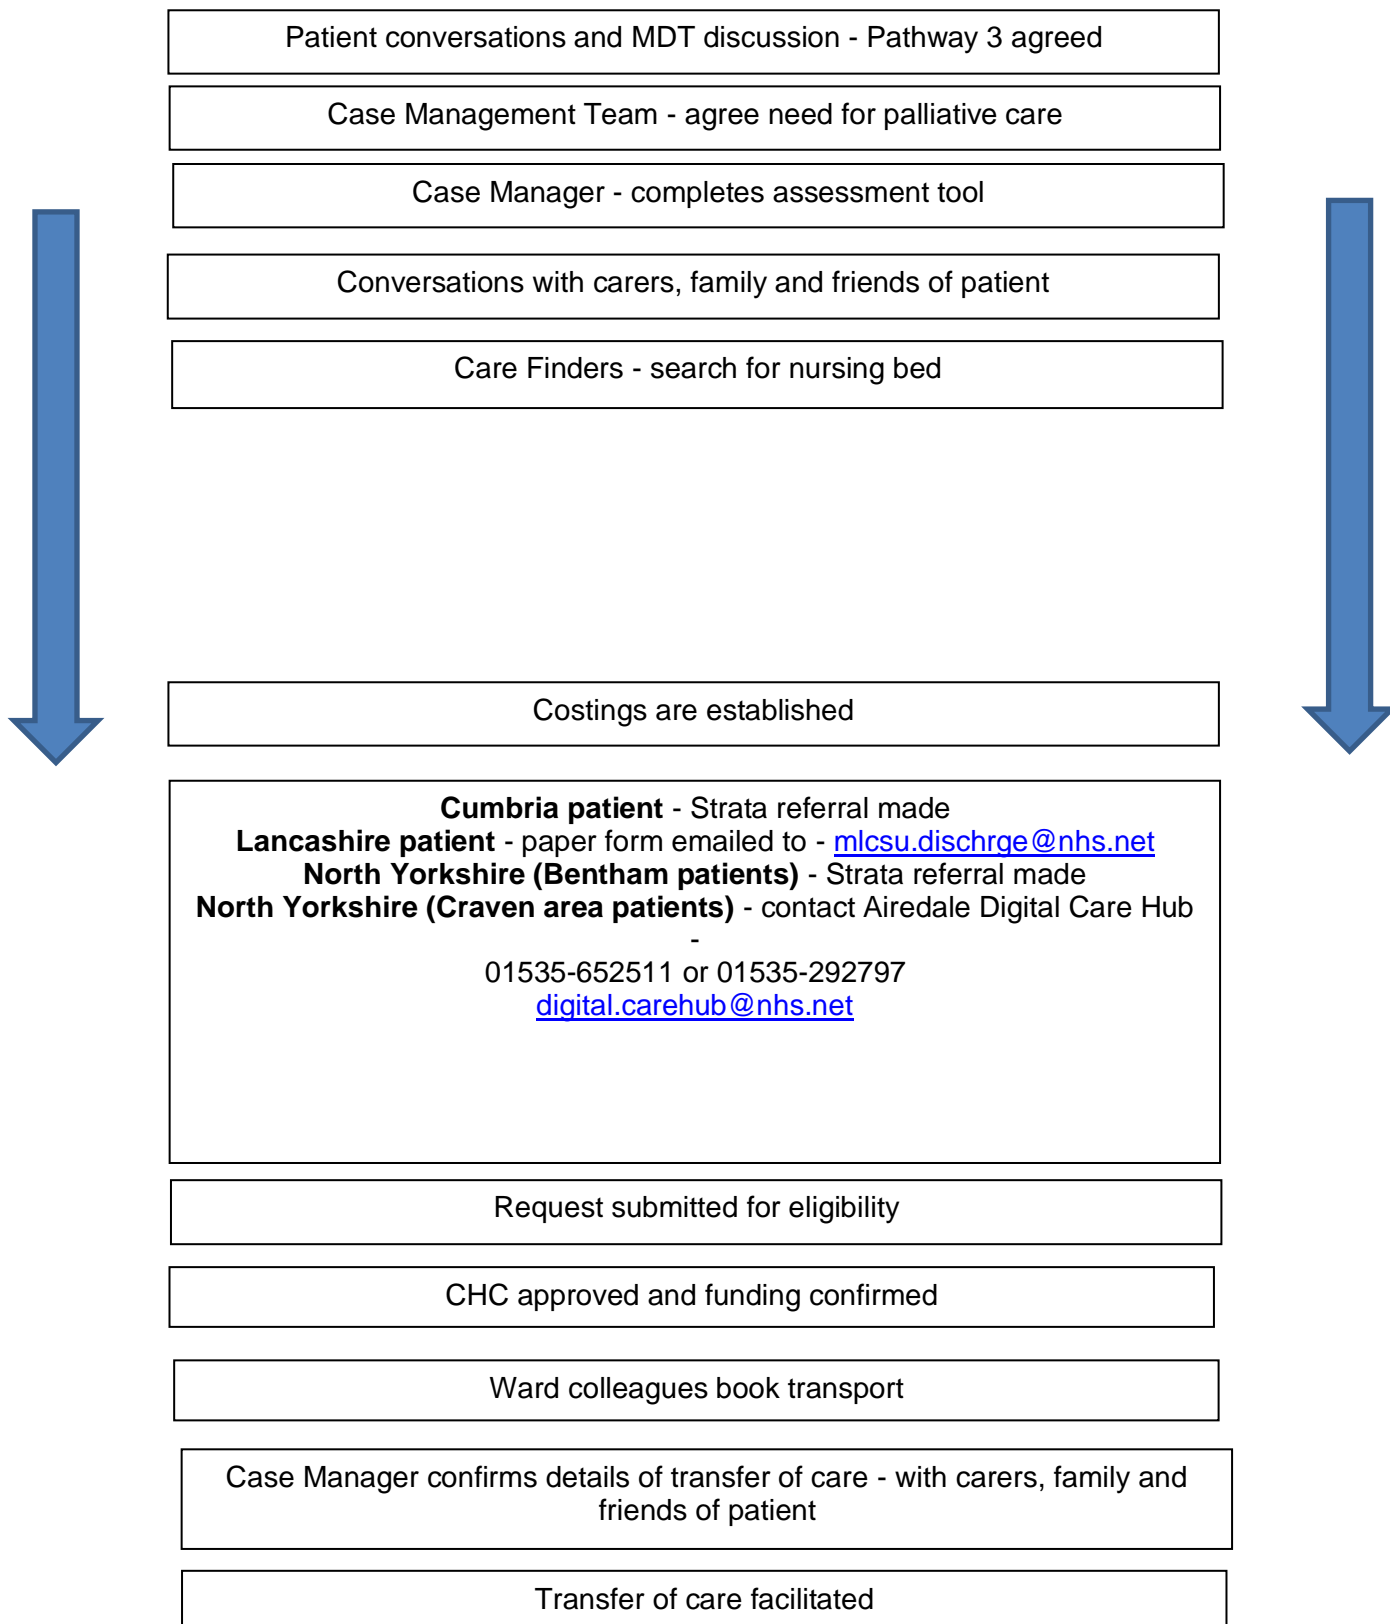 Patient conversations and MDT discussion - Pathway 3 agreed
Case Management Team - agree need for palliative care
Case Manager - completes assessment tool
Conversations with carers, family and friends of patient
Care Finders - search for nursing bed
Costings are established
Cumbria patient - Strata referral made
Lancashire patient - paper form emailed to - mlcsu.dischrge@nhs.net
North Yorkshire (Bentham patients) - Strata referral made
North Yorkshire (Craven area patients) - contact Airedale Digital Care Hub
-
01535-652511 or 01535-292797
digital.carehub@nhs.net
Request submitted for eligibility
CHC approved and funding confirmed
Ward colleagues book transport
Case Manager confirms details of transfer of care - with carers, family and
friends of patient
Transfer of care facilitated